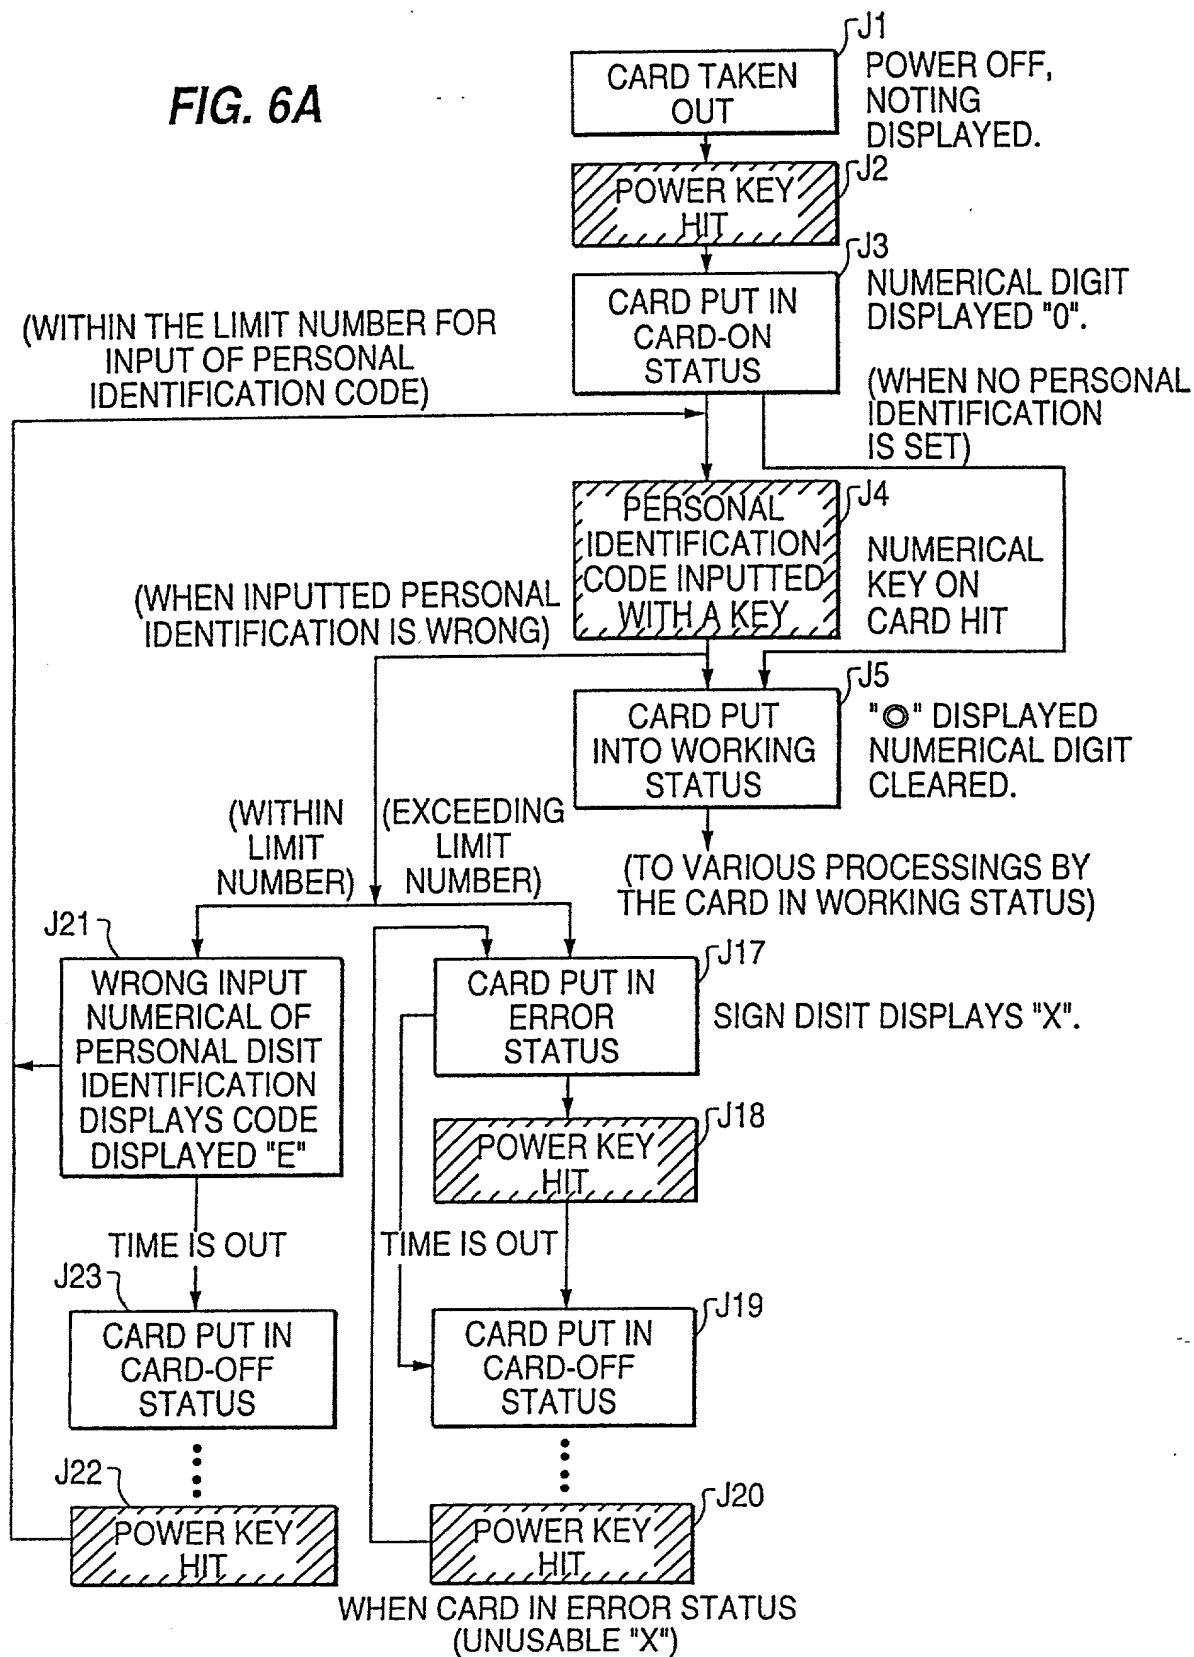 FIG. 6A
J1
CARD TAKEN
OUT
POWER OFF,
NOTING
DISPLAYED.
J2
POWER KEY
HIT
J3
CARD PUT IN
CARD-ON
STATUS
NUMERICAL DIGIT
DISPLAYED "0".
(WITHIN THE LIMIT NUMBER FOR
INPUT OF PERSONAL
IDENTIFICATION CODE)
(WHEN NO PERSONAL
IDENTIFICATION
IS SET)
J4
PERSONAL
IDENTIFICATION
CODE INPUTTED
WITH A KEY
NUMERICAL
KEY ON
CARD HIT
(WHEN INPUTTED PERSONAL
IDENTIFICATION IS WRONG)
J5
CARD PUT
INTO WORKING
STATUS
"◎" DISPLAYED
NUMERICAL DIGIT
CLEARED.
(WITHIN
LIMIT
NUMBER)
(EXCEEDING
LIMIT
NUMBER)
(TO VARIOUS PROCESSINGS BY
THE CARD IN WORKING STATUS)
J21
WRONG INPUT
NUMERICAL OF
PERSONAL DISIT
IDENTIFICATION
DISPLAYS CODE
DISPLAYED "E"
J17
CARD PUT IN
ERROR
STATUS
SIGN DISIT DISPLAYS "X".
J18
POWER KEY
HIT
TIME IS OUT
TIME IS OUT
J23
CARD PUT IN
CARD-OFF
STATUS
J19
CARD PUT IN
CARD-OFF
STATUS
J22
POWER KEY
HIT
J20
POWER KEY
HIT
WHEN CARD IN ERROR STATUS
(UNUSABLE "X")